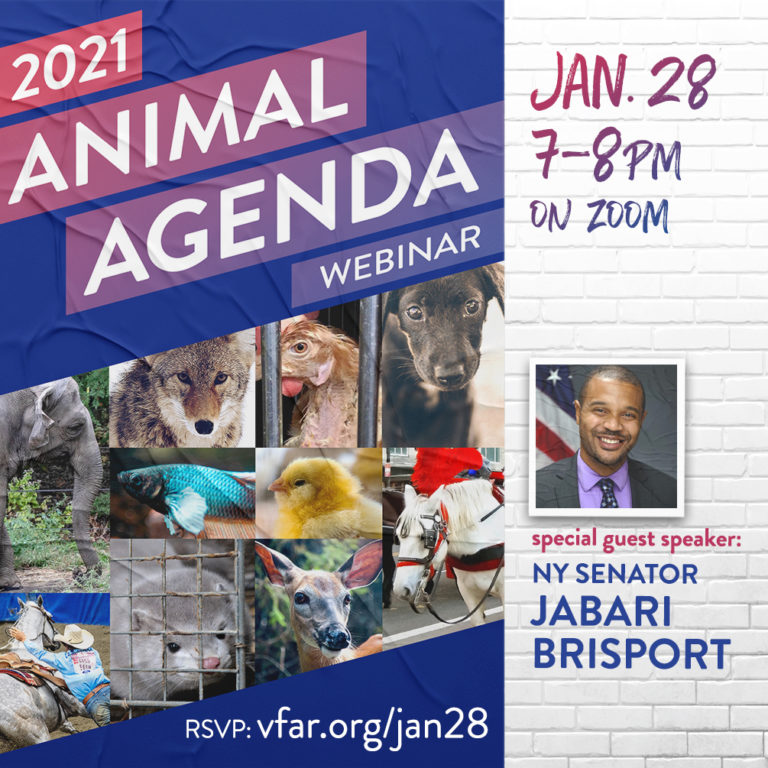 2021
ANIMAL
AGENDA
WEBINAR
JAN. 28
7–8PM
ON ZOOM
special guest speaker:
NY SENATOR
JABARI
BRISPORT
RSVP: vfar.org/jan28